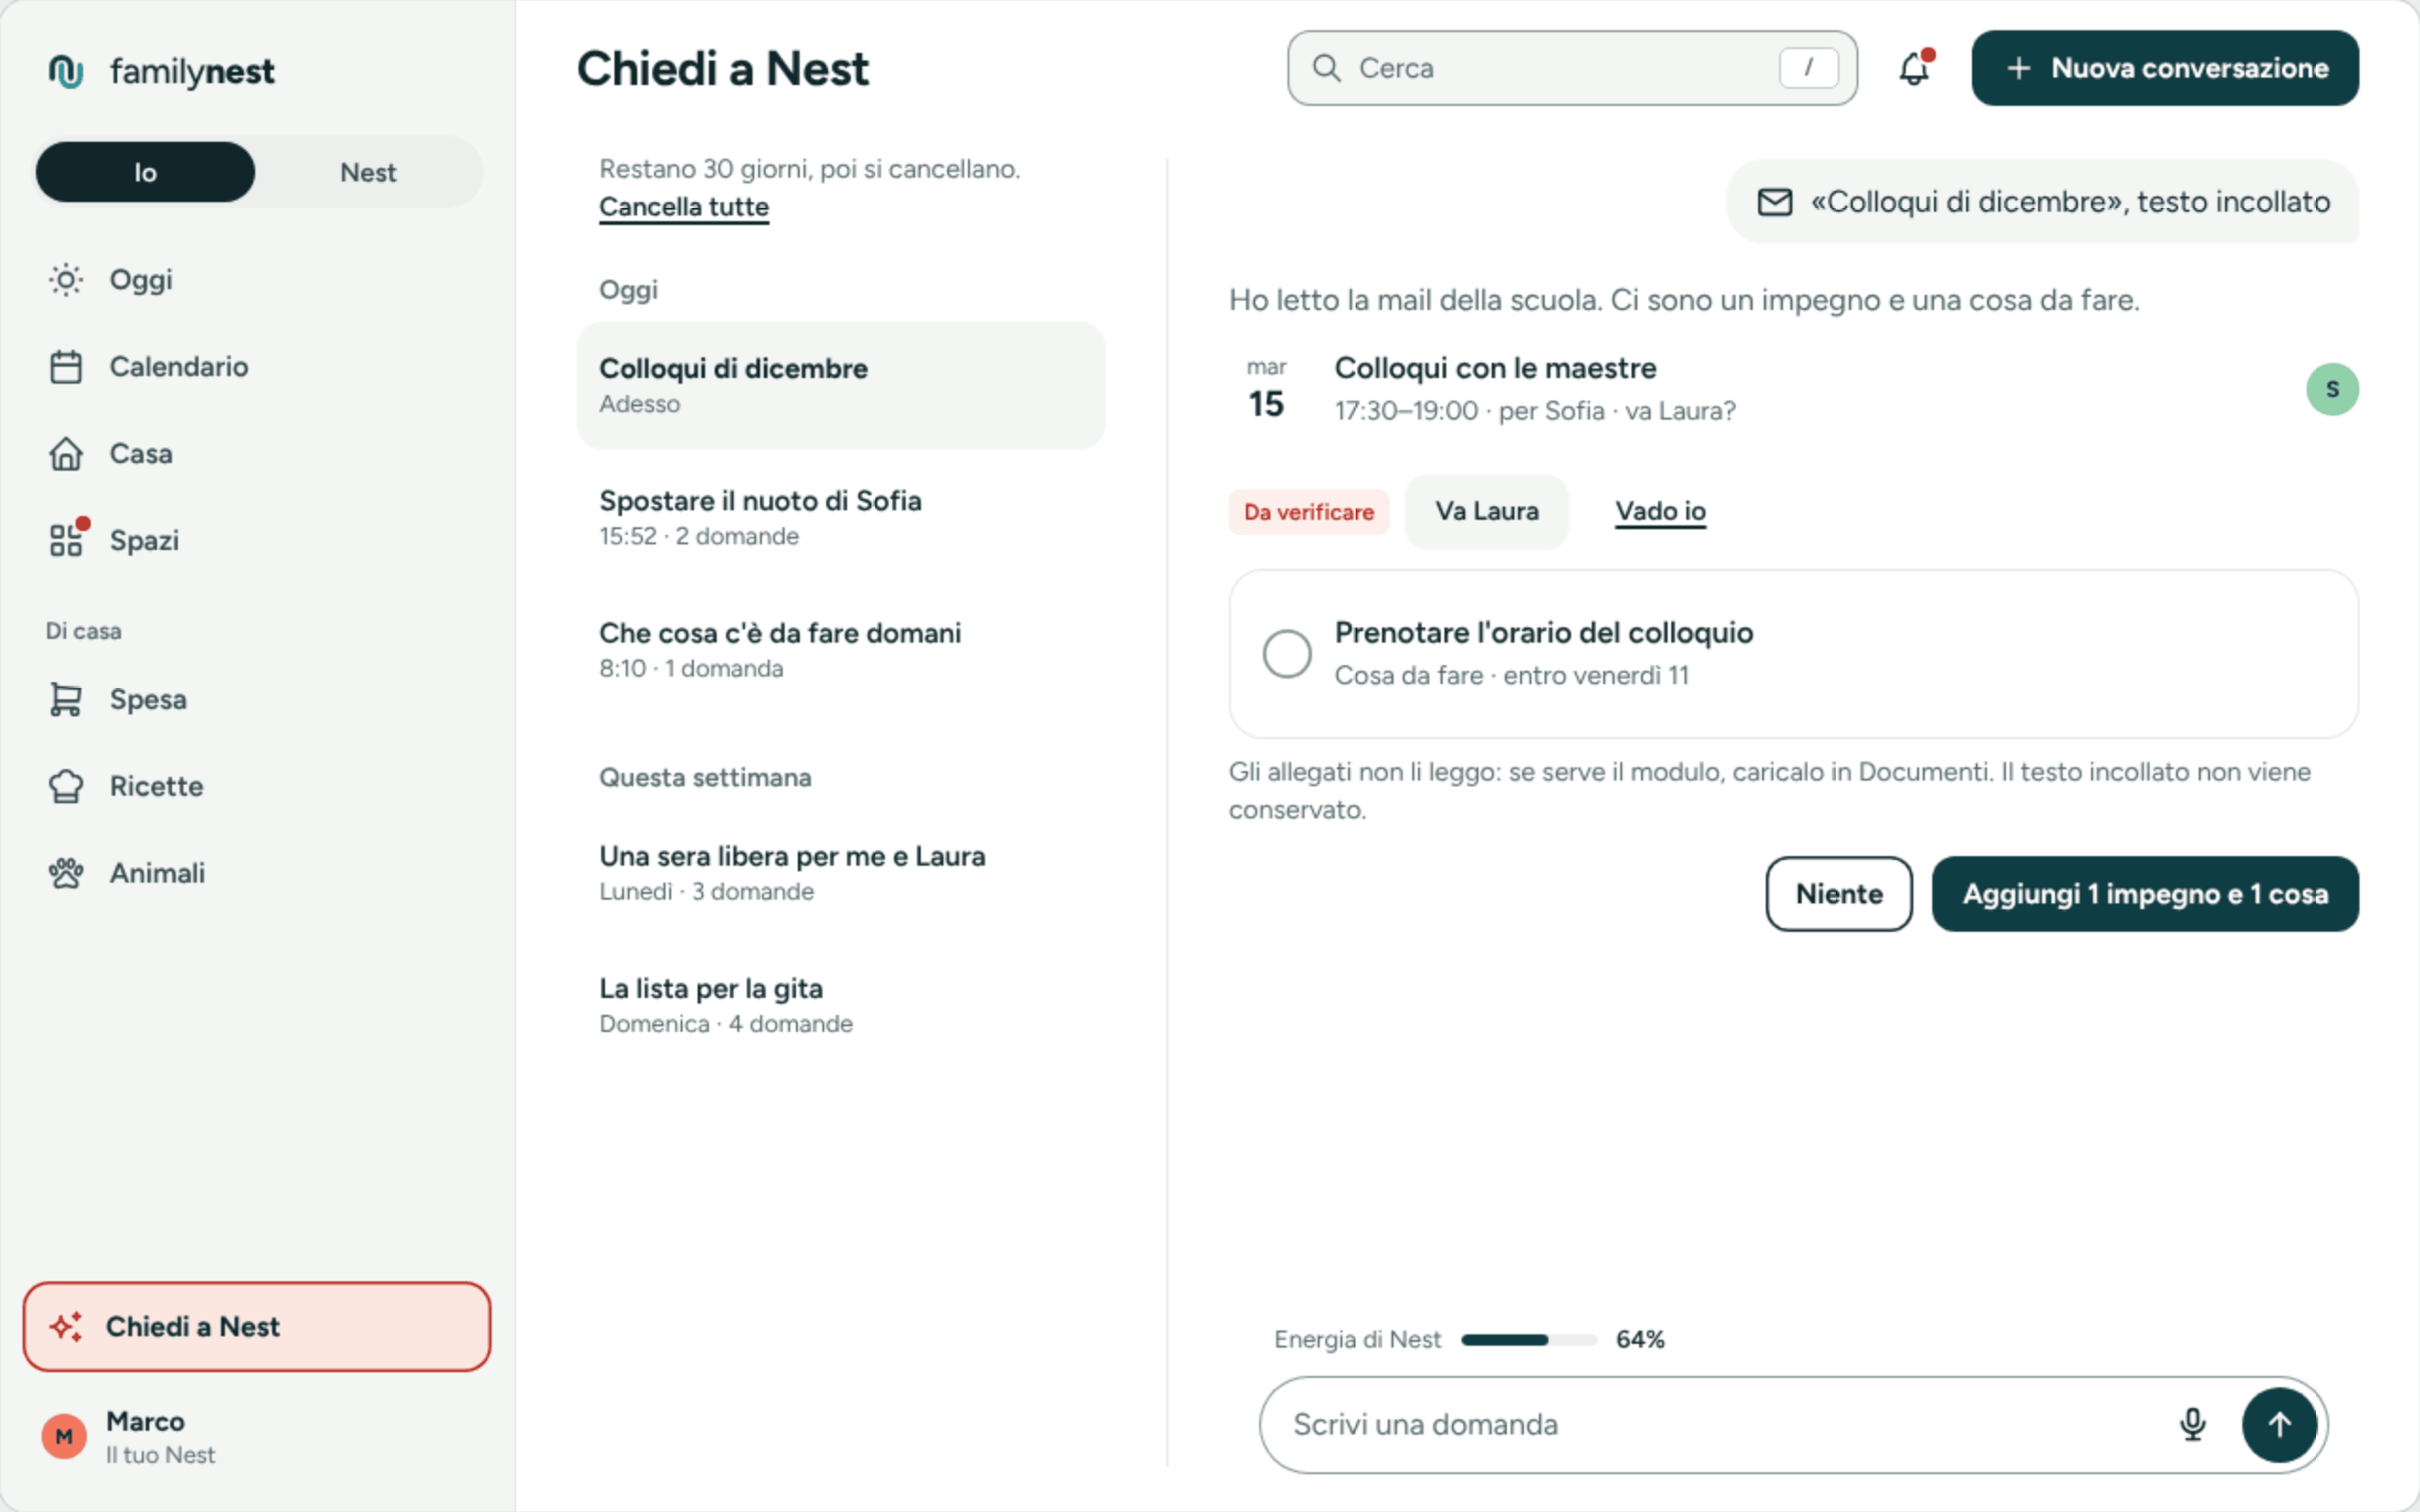 familynest
Io
Nest
Oggi
Calendario
Casa
Spazi
Di casa
Spesa
Ricette
Animali
Chiedi a Nest
M
Marco
Il tuo Nest
Chiedi a Nest
Cerca
/
Nuova conversazione
Restano 30 giorni, poi si cancellano.
Cancella tutte
Oggi
Colloqui di dicembre
Adesso
Spostare il nuoto di Sofia
15:52 · 2 domande
Che cosa c'è da fare domani
8:10 · 1 domanda
Questa settimana
Una sera libera per me e Laura
Lunedì · 3 domande
La lista per la gita
Domenica · 4 domande
«Colloqui di dicembre», testo incollato
Ho letto la mail della scuola. Ci sono un impegno e una cosa da fare.
mar
15
Colloqui con le maestre
17:30–19:00 · per Sofia · va Laura?
S
Da verificare
Va Laura
Vado io
Prenotare l'orario del colloquio
Cosa da fare · entro venerdì 11
Gli allegati non li leggo: se serve il modulo, caricalo in Documenti. Il testo incollato non viene
conservato.
Niente
Aggiungi 1 impegno e 1 cosa
Energia di Nest
64%
Scrivi una domanda